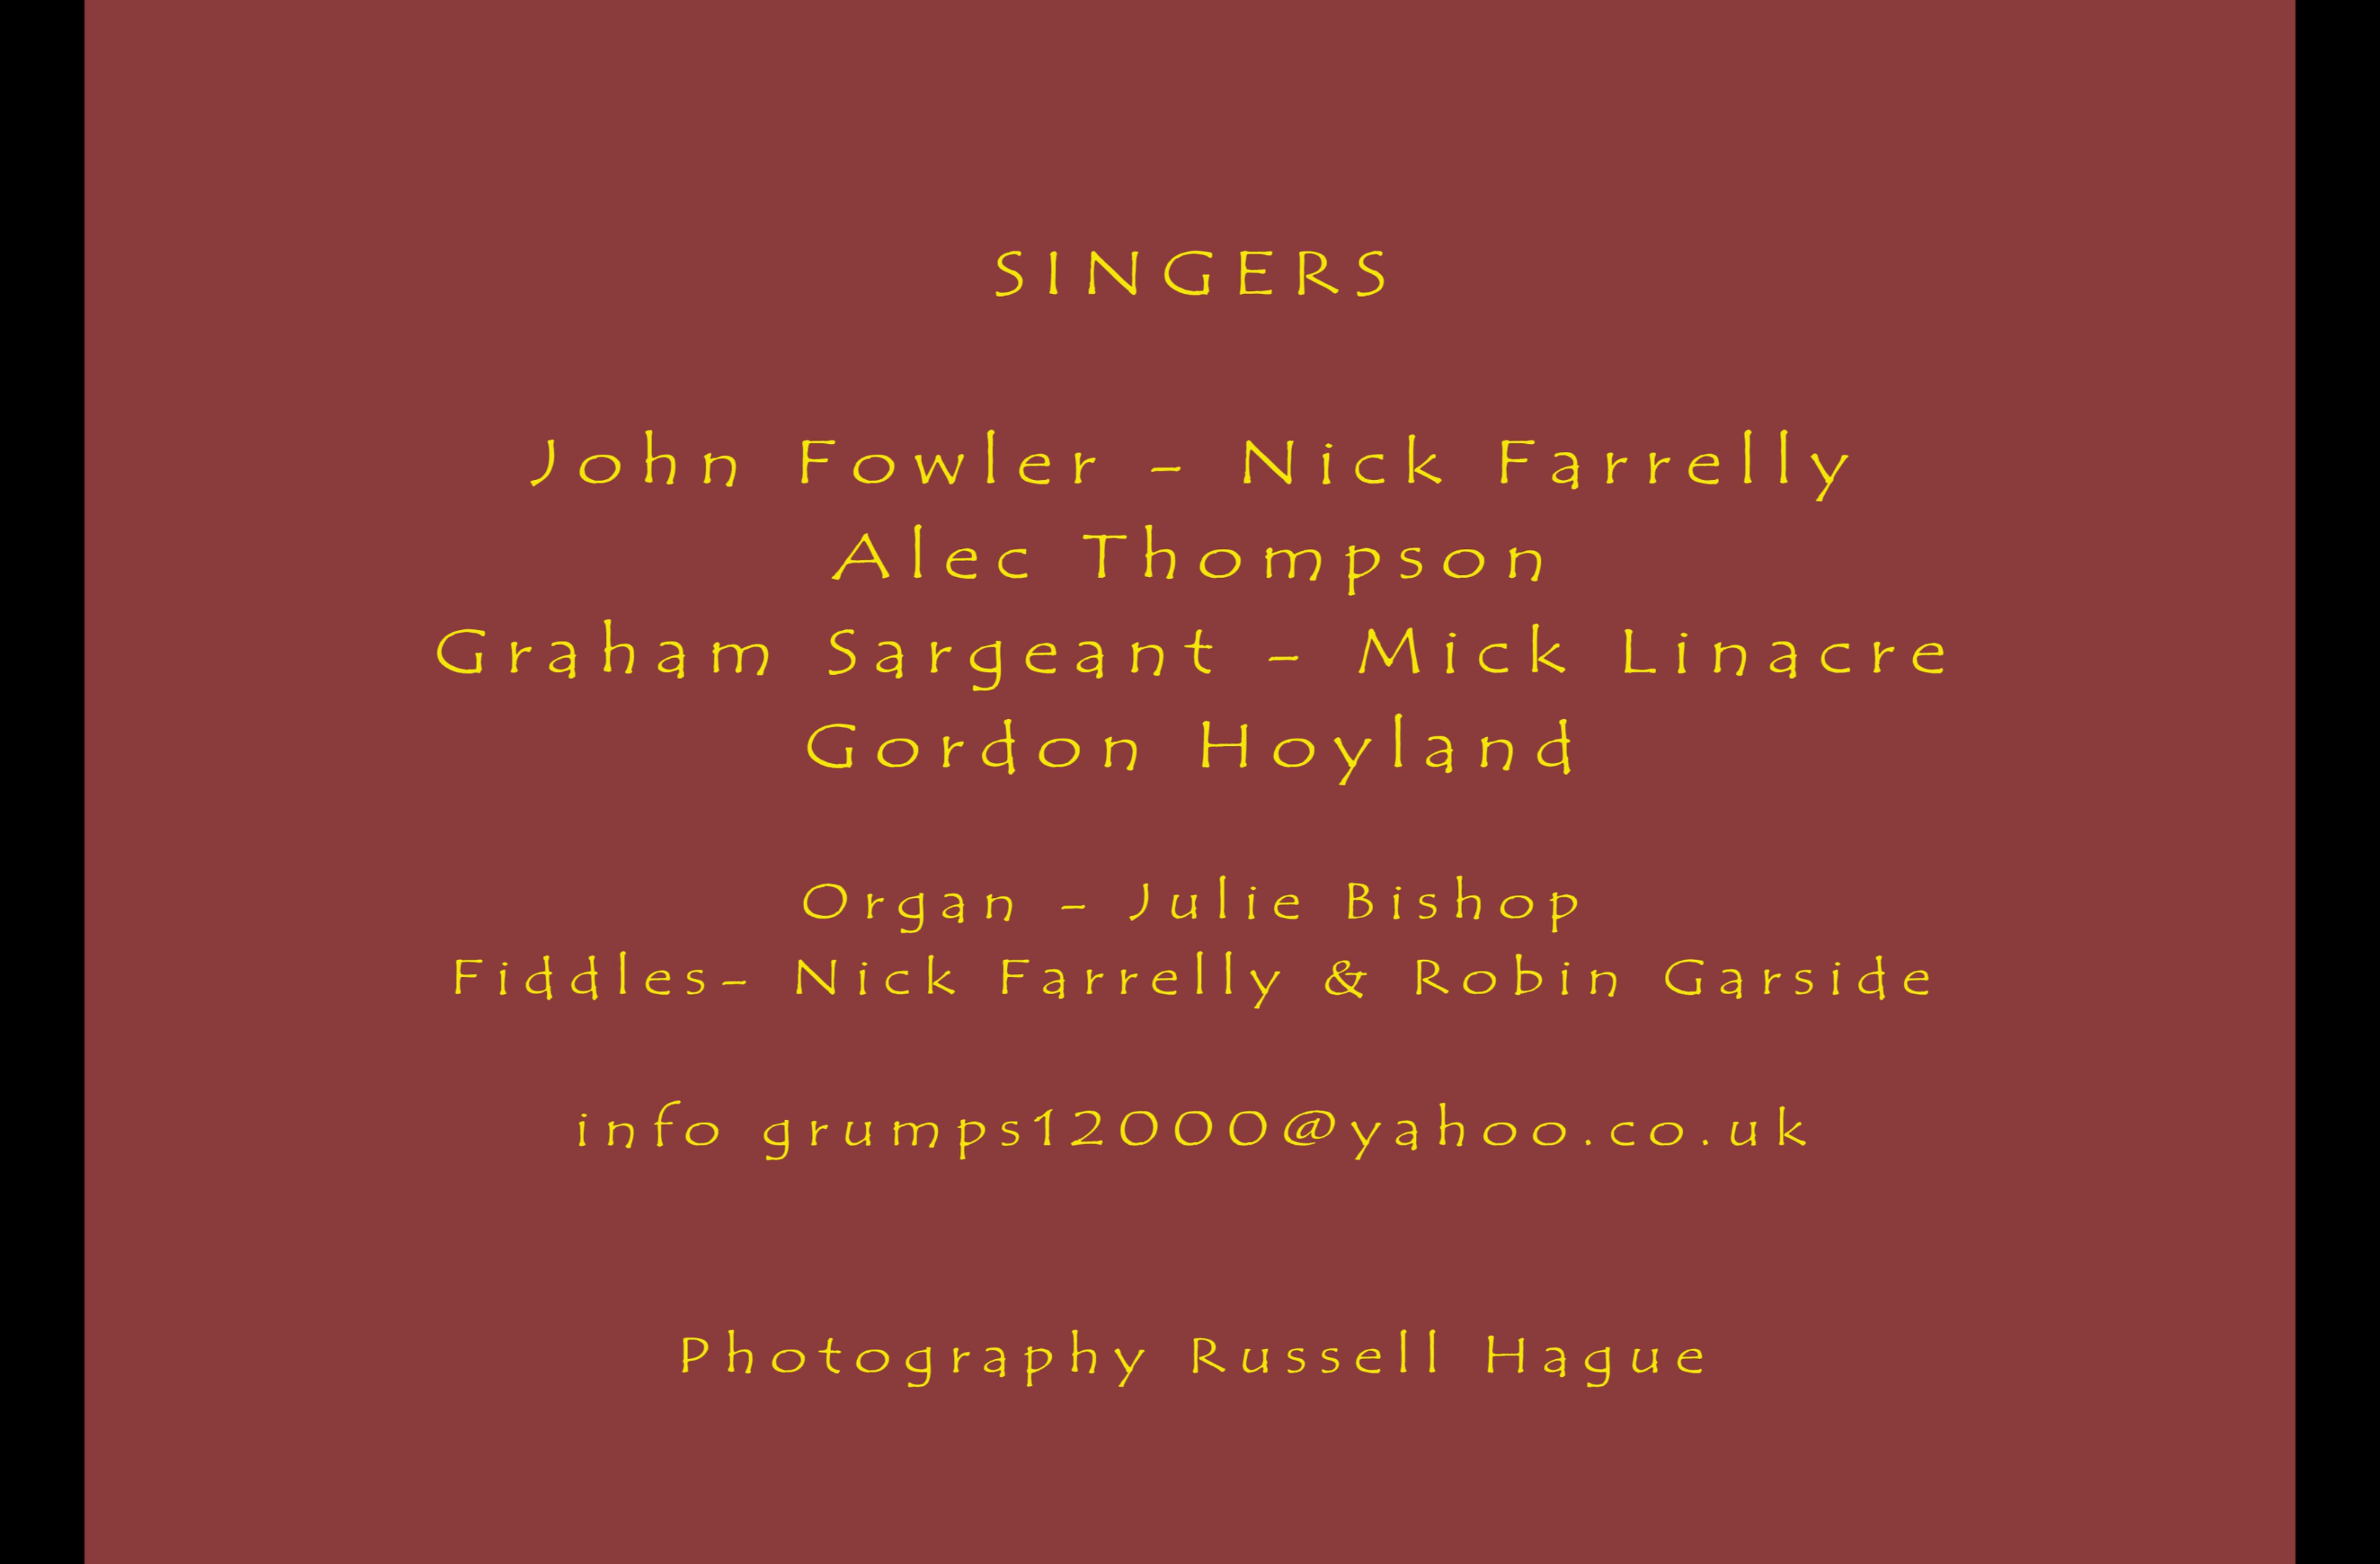 SINGERS
John Fowler - Nick Farrelly
Alec Thompson
Graham Sargeant - Mick Linacre
Gordon Hoyland
Organ - Julie Bishop
Fiddles- Nick Farrelly & Robin Garside
info grumps12000@yahoo.co.uk
Photography Russell Hague